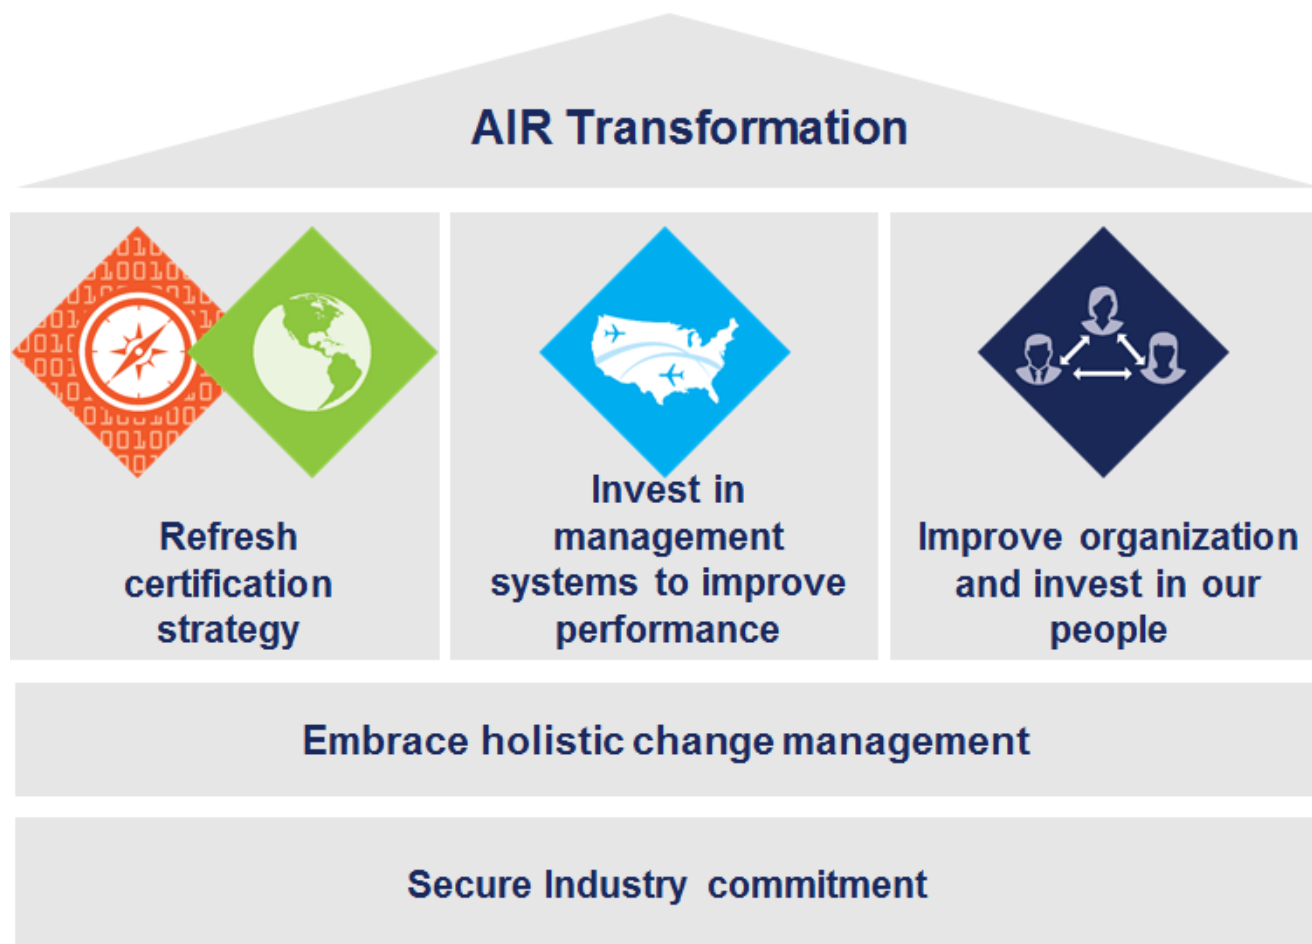 AIR Transformation
Refresh
certification
strategy
Invest in
management
systems to improve
performance
Improve organization
and invest in our
people
Embrace holistic change management
Secure Industry commitment